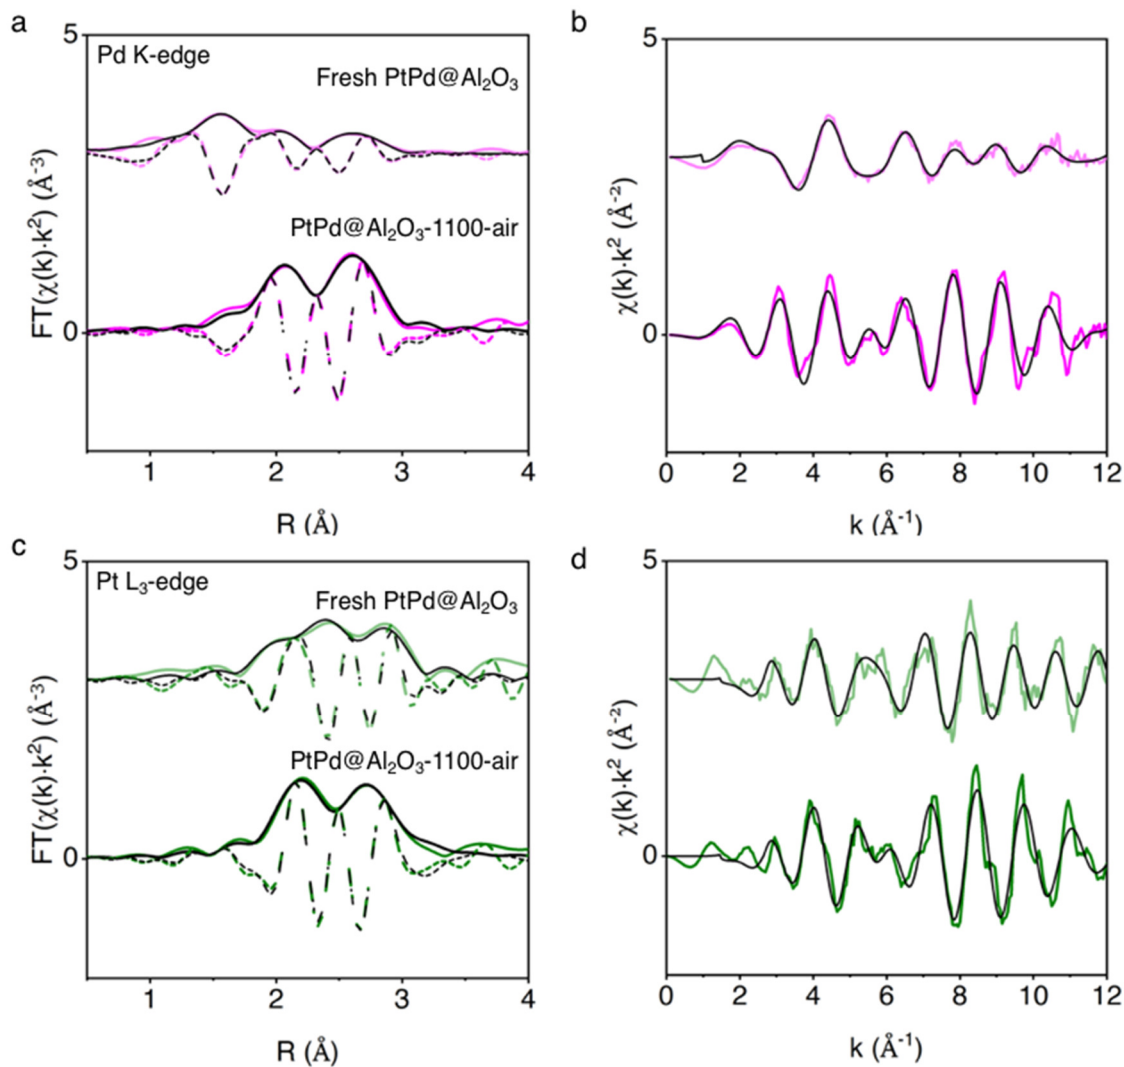 a
5
Pd K-edge
Fresh PtPd@Al₂O₃
PtPd@Al₂O₃-1100-air
0
FT(χ(k)·k²) (Å⁻³)
1 2 3 4
R (Å)
b
5
0
χ(k)·k² (Å⁻²)
0 2 4 6 8 10 12
k (Å⁻¹)
c
5
Pt L₃-edge
Fresh PtPd@Al₂O₃
PtPd@Al₂O₃-1100-air
0
FT(χ(k)·k²) (Å⁻³)
1 2 3 4
R (Å)
d
5
0
χ(k)·k² (Å⁻²)
0 2 4 6 8 10 12
k (Å⁻¹)